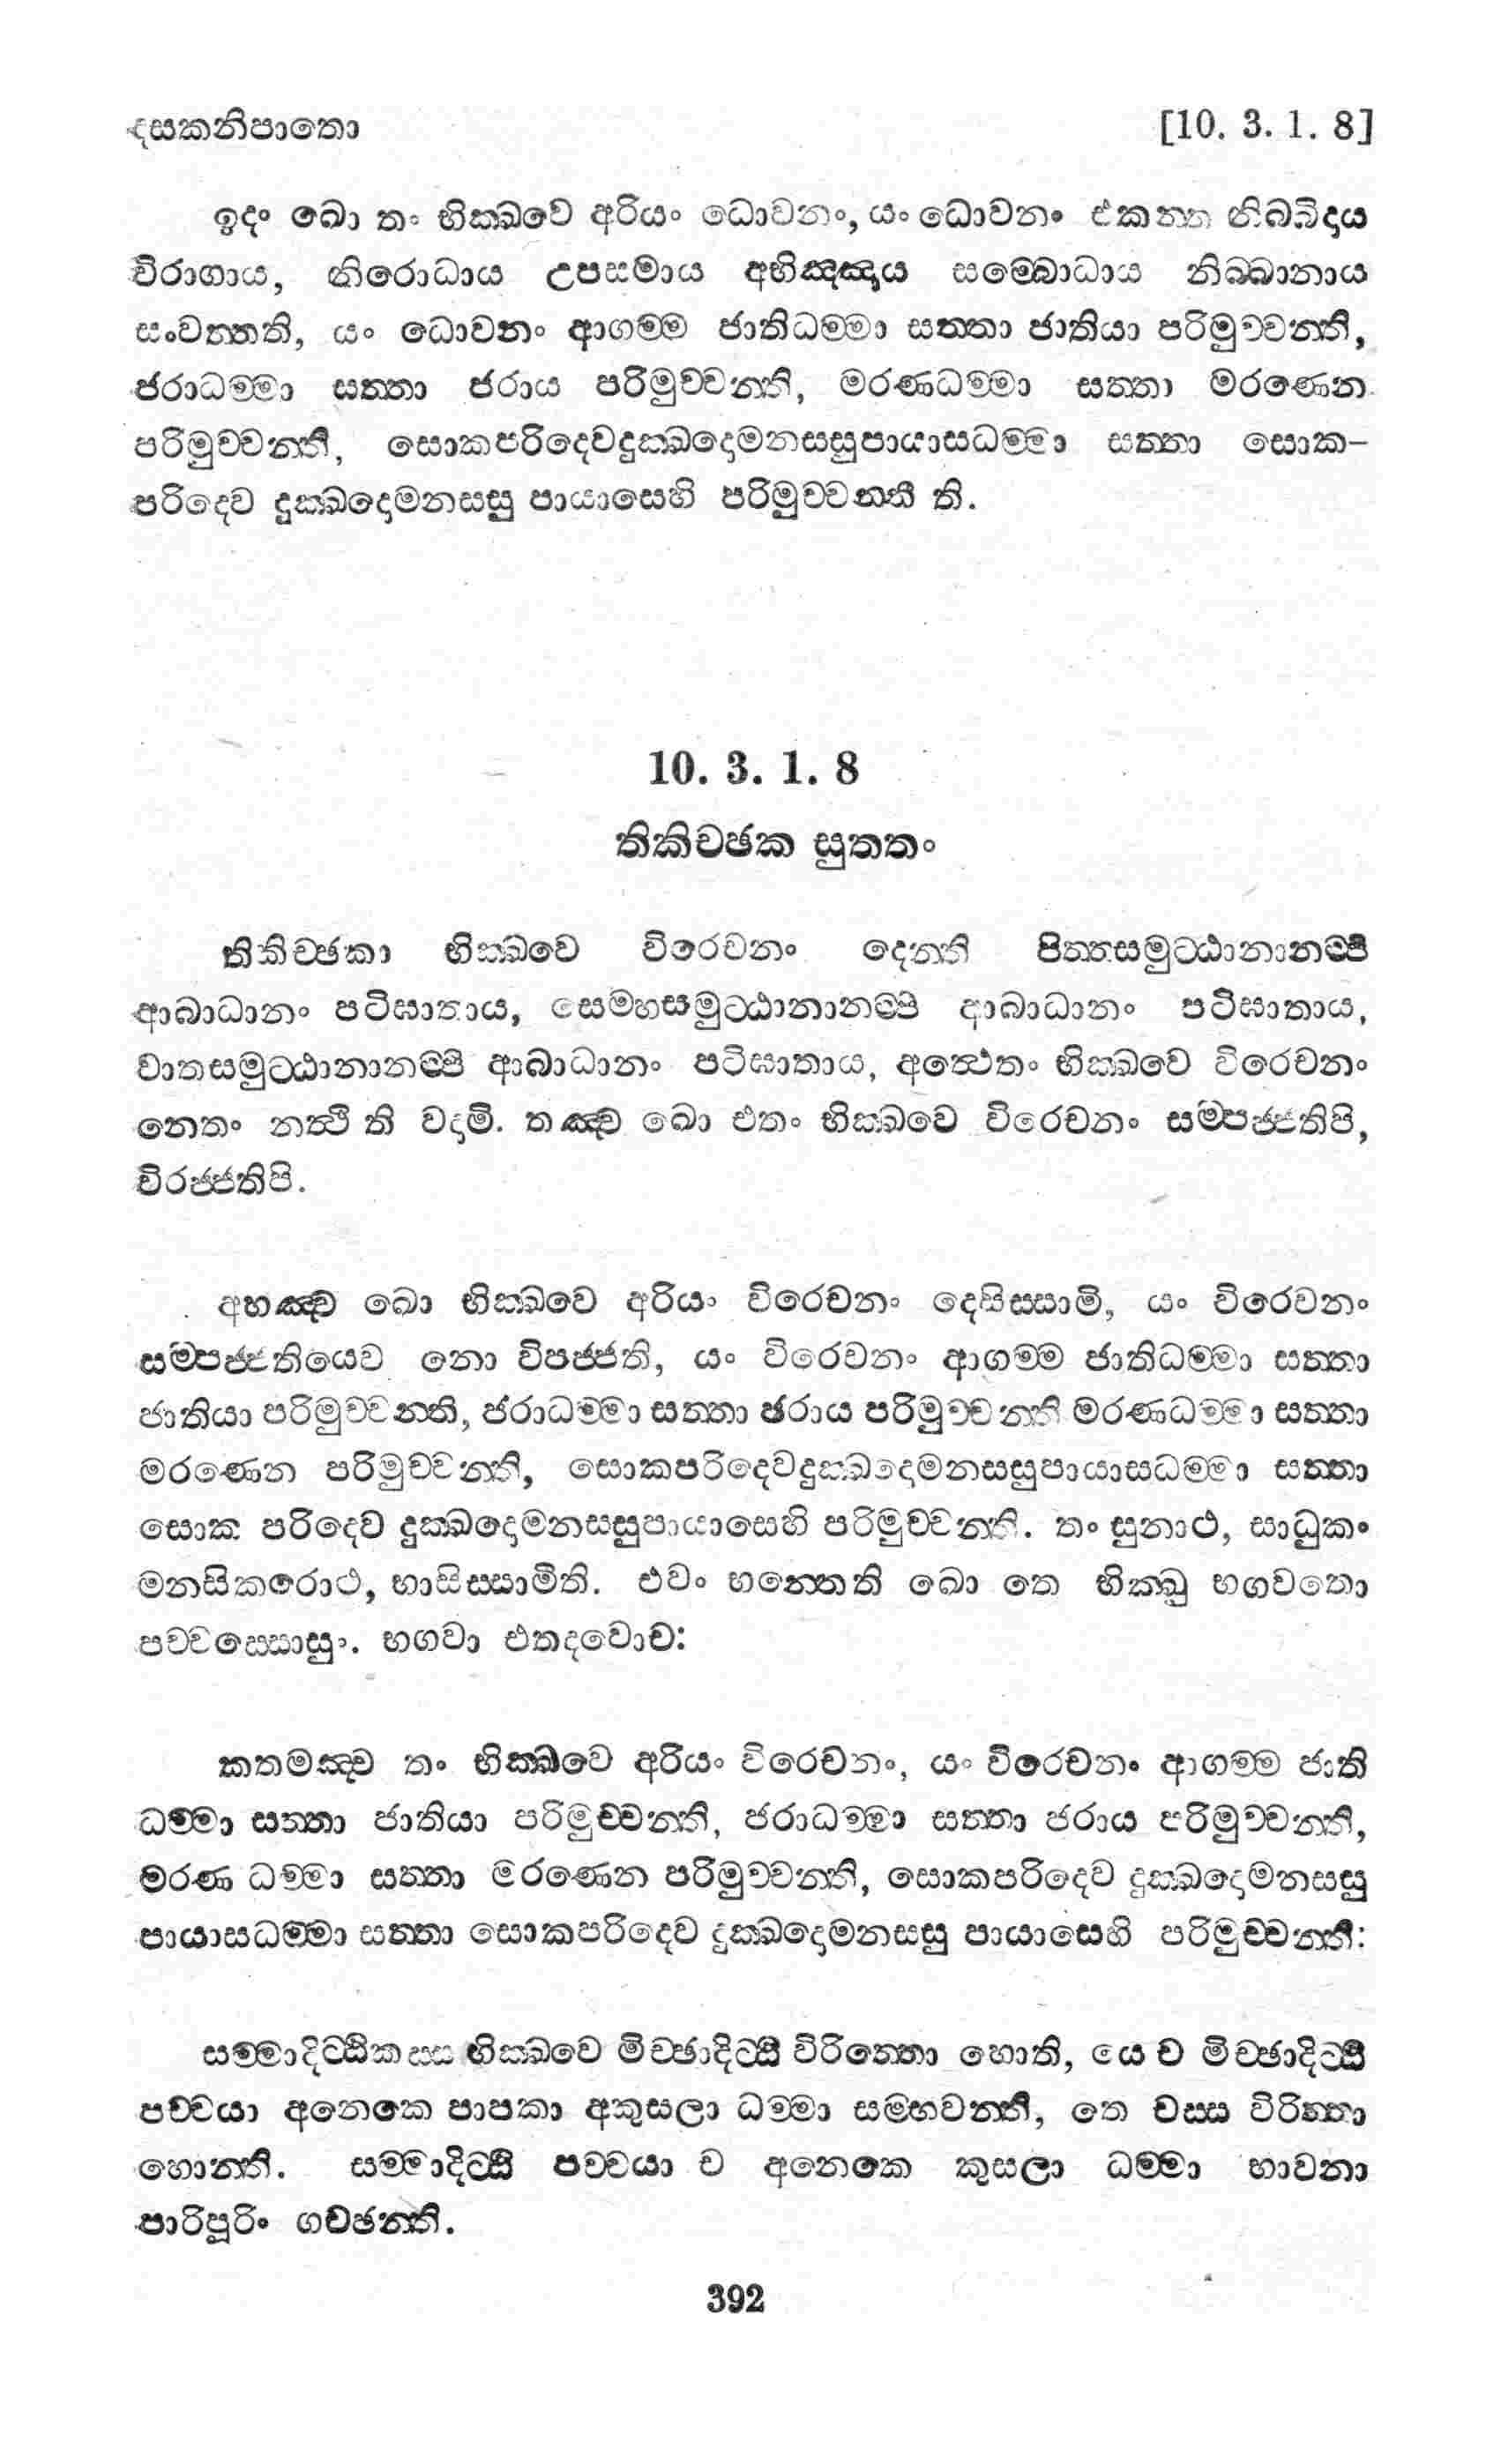 දසකනිපාතො [10. 3. 1. 8]
ඉදං ඛො තං භික්ඛවෙ අරියං ධොවනං, යං ධොවනං එකන්ත නිබ්බිදාය
විරාගාය, නිරොධාය උපසමාය අභිඤ්ඤාය සම්බොධාය නිබ්බානාය
සංවත්තති, යං ධොවනං ආගම්ම ජාතිධම්මා සත්තා ජාතියා පරිමුච්චන්ති,
ජරාධම්මා සත්තා ජරාය පරිමුච්චන්ති, මරණධම්මා සත්තා මරණෙන
පරිමුච්චන්ති, සොකපරිදෙවදුක්ඛදොමනස්සුපායාසධම්මා සත්තා සොක–
පරිදෙව දුක්ඛදොමනස්සු පායාසෙහි පරිමුච්චන්තී ති.
10. 3. 1. 8
තිකිච්ඡක සුත්තං
තිකිච්ඡකා භික්ඛවෙ විරෙචනං දෙන්ති පිත්තසමුට්ඨානානම්පි
ආබාධානං පටිඝාතාය, සෙම්හසමුට්ඨානානම්පි ආබාධානං පටිඝාතාය,
වාතසමුට්ඨානානම්පි ආබාධානං පටිඝාතාය, අත්ථෙතං භික්ඛවෙ විරෙචනං
නෙතං නත්ථි ති වදාමි. තඤ්ච ඛො එතං භික්ඛවෙ විරෙචනං සම්පජ්ජතිපි,
විරජ්ජතිපි.
අහඤ්ච ඛො භික්ඛවෙ අරියං විරෙචනං දෙසිස්සාමි, යං විරෙචනං
සම්පජ්ජතියෙව නො විපජ්ජති, යං විරෙචනං ආගම්ම ජාතිධම්මා සත්තා
ජාතියා පරිමුච්චන්ති, ජ්රාධම්මා සත්තා ඡරාය පරිමුච්චන්ති මරණධම්මා සත්තා
මරණෙන පරිමුච්චන්ති, සොකපරිදෙවදුක්ඛදොමනස්සුපායාසධම්මා සත්තා
සොක පරිදෙව දුක්ඛදොමනස්සුපායාසෙහි පරිමුච්චන්ති. තං සුනාථ, සාධුකං
මනසිකරොථ, භාසිස්සාමිති. එවං භන්තෙති ඛො තෙ භික්ඛු භගවතො
පච්චස්සොසුං. භගවා එතදවොච:
කතමඤ්ච තං භික්ඛවෙ අරියං විරෙචනං, යං විරෙචනං ආගම්ම ජාති
ධම්මා සත්තා ජාතියා පරිමුච්චන්ති, ජරාධම්මා සත්තා ජරාය පරිමුච්චන්ති,
මරණ ධම්මා සත්තා මරණෙන පරිමුච්චන්ති, සොකපරිදෙව දුක්ඛදොමනස්සු
පායාසධම්මා සත්තා සොකපරිදෙව දුක්ඛදොමනස්සු පායාසෙහි පරිමුච්චන්තී:
සම්මාදිට්ඨිකස්ස භික්ඛවෙ මිච්ඡාදිට්ඨි විරිත්තො හොති, යෙ ච මිච්ඡාදිට්ඨි
පච්චයා අනෙකෙ පාපකා අකුසලා ධම්මා සම්භවන්ති, තෙ චස්ස විරිත්තා
හොන්ති. සම්මාදිට්ඨි පච්චයා ච අනෙකෙ කුසලා ධම්මා භාවනා
පාරිපූරිං ගච්ඡන්ති.
392